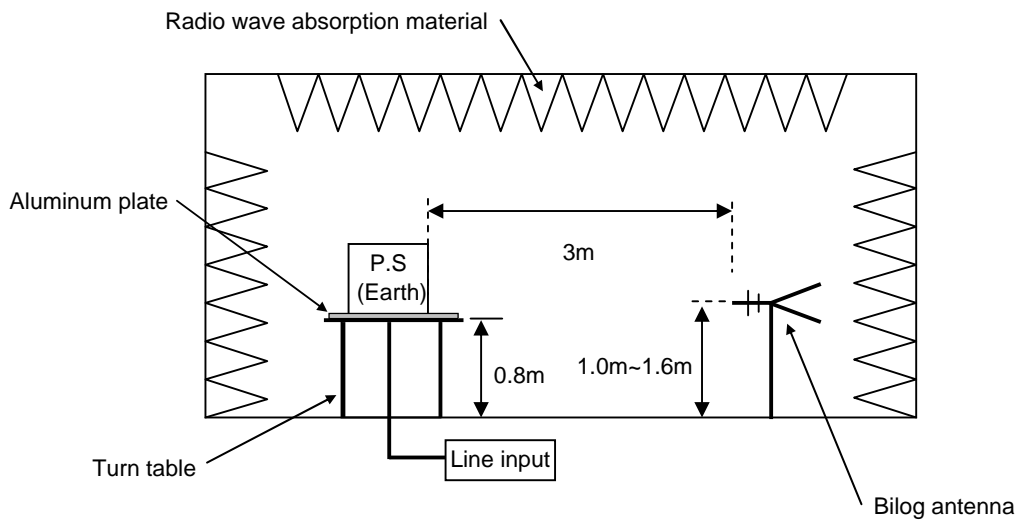 Radio wave absorption material
Aluminum plate
P.S
(Earth)
3m
0.8m
1.0m~1.6m
Turn table
Line input
Bilog antenna